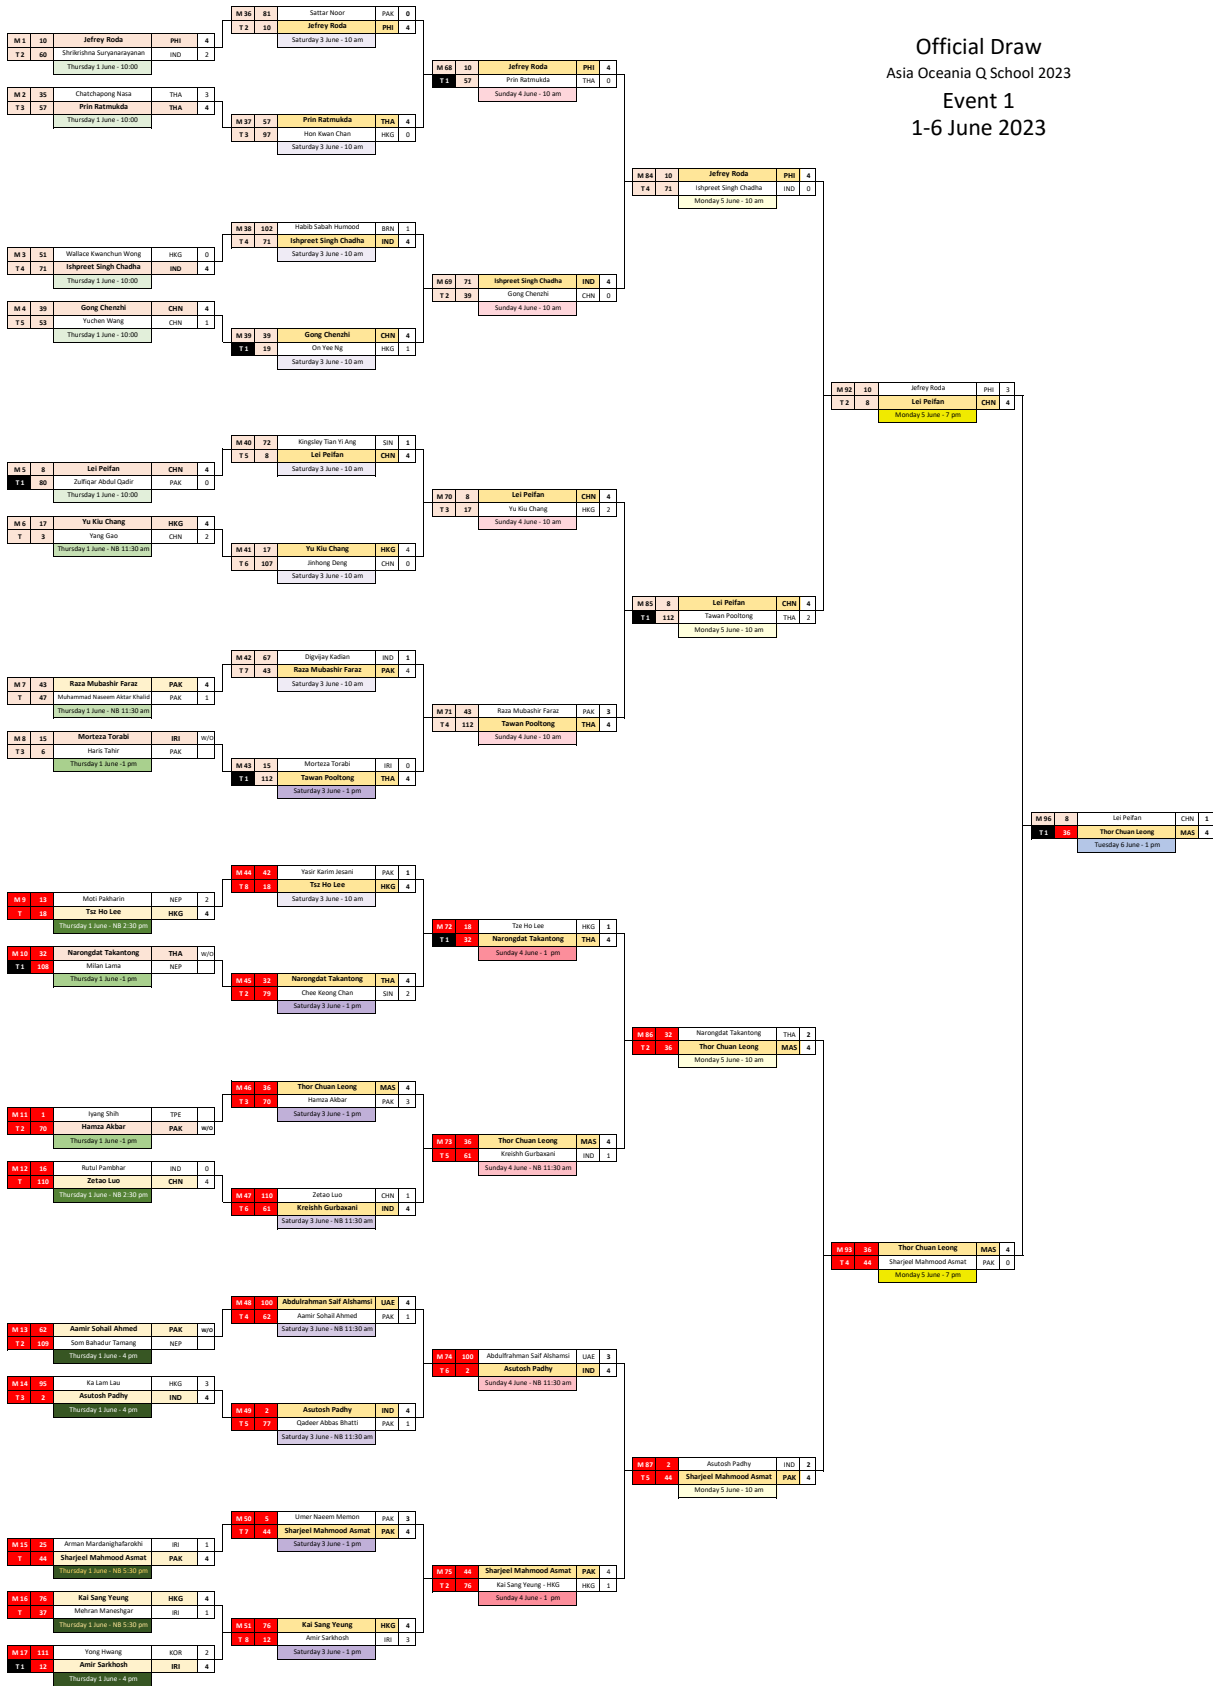 Official Draw
Asia Oceania Q School 2023
Event 1
1-6 June 2023
M 1 10 Jefrey Roda PHI 4
T 2 60 Shrikrishna Suryanarayanan IND 2
Thursday 1 June - 10:00
M 2 35 Chatchapong Nasa THA 3
T 3 57 Prin Ratmukda THA 4
Thursday 1 June - 10:00
M 3 51 Wallace Kwanchun Wong HKG 0
T 4 71 Ishpreet Singh Chadha IND 4
Thursday 1 June - 10:00
M 4 39 Gong Chenzhi CHN 4
T 5 53 Yuchen Wang CHN 1
Thursday 1 June - 10:00
M 5 8 Lei Peifan CHN 4
T 1 80 Zulfiqar Abdul Qadir PAK 0
Thursday 1 June - 10:00
M 6 17 Yu Kiu Chang HKG 4
T 3 Yang Gao CHN 2
Thursday 1 June - NB 11:30 am
M 7 43 Raza Mubashir Faraz PAK 4
T 47 Muhammad Naseem Aktar Khalid PAK 1
Thursday 1 June - NB 11:30 am
M 8 15 Morteza Torabi IRI w/o
T 3 6 Haris Tahir PAK
Thursday 1 June -1 pm
M 9 13 Moti Pakharin NEP 2
T 18 Tsz Ho Lee HKG 4
Thursday 1 June - NB 2:30 pm
M 10 32 Narongdat Takantong THA w/o
T 1 108 Milan Lama NEP
Thursday 1 June -1 pm
M 11 1 Iyang Shih TPE
T 2 70 Hamza Akbar PAK w/o
Thursday 1 June -1 pm
M 12 16 Rutul Pambhar IND 0
T 110 Zetao Luo CHN 4
Thursday 1 June - NB 2:30 pm
M 13 62 Aamir Sohail Ahmed PAK w/o
T 2 109 Som Bahadur Tamang NEP
Thursday 1 June - 4 pm
M 14 95 Ka Lam Lau HKG 3
T 3 2 Asutosh Padhy IND 4
Thursday 1 June - 4 pm
M 15 25 Arman Mardanighafarokhi IRI 1
T 44 Sharjeel Mahmood Asmat PAK 4
Thursday 1 June - NB 5:30 pm
M 16 76 Kai Sang Yeung HKG 4
T 37 Mehran Maneshgar IRI 1
Thursday 1 June - NB 5:30 pm
M 17 111 Yong Hwang KOR 2
T 1 12 Amir Sarkhosh IRI 4
Thursday 1 June - 4 pm
M 36 81 Sattar Noor PAK 0
T 2 10 Jefrey Roda PHI 4
Saturday 3 June - 10 am
M 37 57 Prin Ratmukda THA 4
T 3 97 Hon Kwan Chan HKG 0
Saturday 3 June - 10 am
M 38 102 Habib Sabah Humood BRN 1
T 4 71 Ishpreet Singh Chadha IND 4
Saturday 3 June - 10 am
M 39 39 Gong Chenzhi CHN 4
T 1 19 On Yee Ng HKG 1
Saturday 3 June - 10 am
M 40 72 Kingsley Tian Yi Ang SIN 1
T 5 8 Lei Peifan CHN 4
Saturday 3 June - 10 am
M 41 17 Yu Kiu Chang HKG 4
T 6 107 Jinhong Deng CHN 0
Saturday 3 June - 10 am
M 42 67 Digvijay Kadian IND 1
T 7 43 Raza Mubashir Faraz PAK 4
Saturday 3 June - 10 am
M 43 15 Morteza Torabi IRI 0
T 1 112 Tawan Pooltong THA 4
Saturday 3 June - 1 pm
M 44 42 Yasir Karim Jesani PAK 1
T 8 18 Tsz Ho Lee HKG 4
Saturday 3 June - 10 am
M 45 32 Narongdat Takantong THA 4
T 2 79 Chee Keong Chan SIN 2
Saturday 3 June - 1 pm
M 46 36 Thor Chuan Leong MAS 4
T 3 70 Hamza Akbar PAK 3
Saturday 3 June - 1 pm
M 47 110 Zetao Luo CHN 1
T 6 61 Kreishh Gurbaxani IND 4
Saturday 3 June - NB 11:30 am
M 48 100 Abdulrahman Saif Alshamsi UAE 4
T 4 62 Aamir Sohail Ahmed PAK 1
Saturday 3 June - NB 11:30 am
M 49 2 Asutosh Padhy IND 4
T 5 77 Qadeer Abbas Bhatti PAK 1
Saturday 3 June - NB 11:30 am
M 50 5 Umer Naeem Memon PAK 3
T 7 44 Sharjeel Mahmood Asmat PAK 4
Saturday 3 June - 1 pm
M 51 76 Kai Sang Yeung HKG 4
T 8 12 Amir Sarkhosh IRI 3
Saturday 3 June - 1 pm
M 68 10 Jefrey Roda PHI 4
T 1 57 Prin Ratmukda THA 0
Sunday 4 June - 10 am
M 69 71 Ishpreet Singh Chadha IND 4
T 2 39 Gong Chenzhi CHN 0
Sunday 4 June - 10 am
M 70 8 Lei Peifan CHN 4
T 3 17 Yu Kiu Chang HKG 2
Sunday 4 June - 10 am
M 71 43 Raza Mubashir Faraz PAK 3
T 4 112 Tawan Pooltong THA 4
Sunday 4 June - 10 am
M 72 18 Tze Ho Lee HKG 1
T 1 32 Narongdat Takantong THA 4
Sunday 4 June - 1 pm
M 73 36 Thor Chuan Leong MAS 4
T 5 61 Kreishh Gurbaxani IND 1
Sunday 4 June - NB 11:30 am
M 74 100 Abdulfrahman Saif Alshamsi UAE 3
T 6 2 Asutosh Padhy IND 4
Sunday 4 June - NB 11:30 am
M 75 44 Sharjeel Mahmood Asmat PAK 4
T 2 76 Kai Sang Yeung - HKG HKG 1
Sunday 4 June - 1 pm
M 84 10 Jefrey Roda PHI 4
T 4 71 Ishpreet Singh Chadha IND 0
Monday 5 June - 10 am
M 85 8 Lei Peifan CHN 4
T 1 112 Tawan Pooltong THA 2
Monday 5 June - 10 am
M 86 32 Narongdat Takantong THA 2
T 2 36 Thor Chuan Leong MAS 4
Monday 5 June - 10 am
M 87 2 Asutosh Padhy IND 2
T 5 44 Sharjeel Mahmood Asmat PAK 4
Monday 5 June - 10 am
M 92 10 Jefrey Roda PHI 3
T 2 8 Lei Peifan CHN 4
Monday 5 June - 7 pm
M 93 36 Thor Chuan Leong MAS 4
T 4 44 Sharjeel Mahmood Asmat PAK 0
Monday 5 June - 7 pm
M 96 8 Lei Peifan CHN 1
T 1 36 Thor Chuan Leong MAS 4
Tuesday 6 June - 1 pm